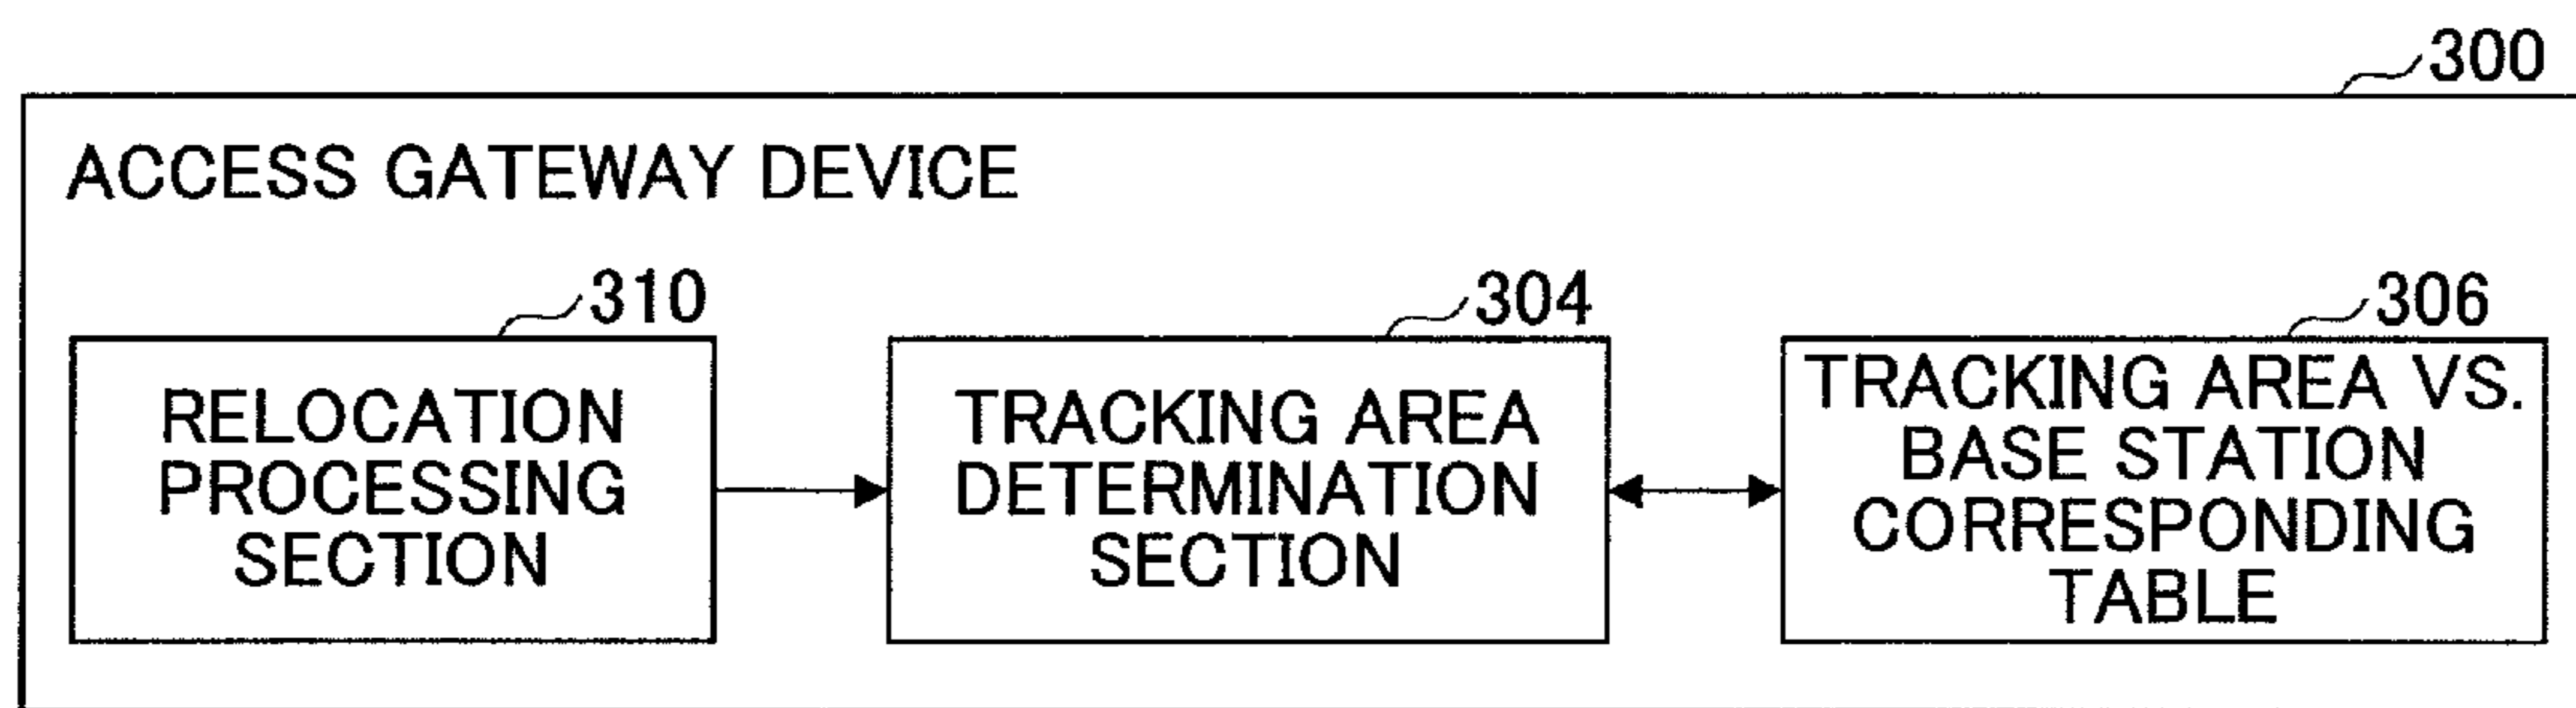 300
ACCESS GATEWAY DEVICE
310
304
306
RELOCATION
PROCESSING
SECTION
TRACKING AREA
DETERMINATION
SECTION
TRACKING AREA VS.
BASE STATION
CORRESPONDING
TABLE